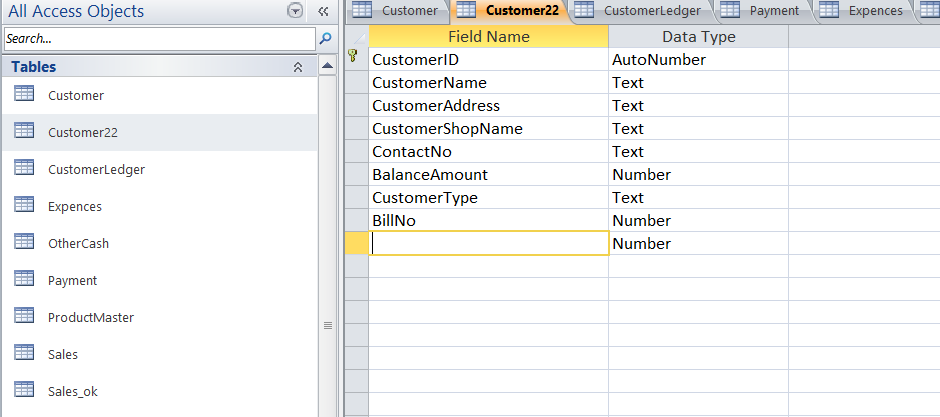 All Access Objects
Search...
Tables
Customer
Customer22
CustomerLedger
Expences
OtherCash
Payment
ProductMaster
Sales
Sales_ok
Customer Customer22 CustomerLedger Payment Expences
Field Name Data Type
CustomerID AutoNumber
CustomerName Text
CustomerAddress Text
CustomerShopName Text
ContactNo Text
BalanceAmount Number
CustomerType Text
BillNo Number
Number